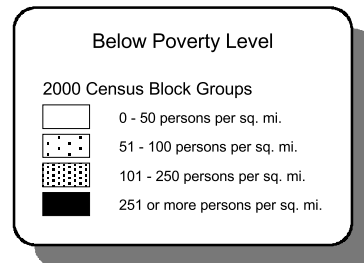 Below Poverty Level
2000 Census Block Groups
0 - 50 persons per sq. mi.
51 - 100 persons per sq. mi.
101 - 250 persons per sq. mi.
251 or more persons per sq. mi.